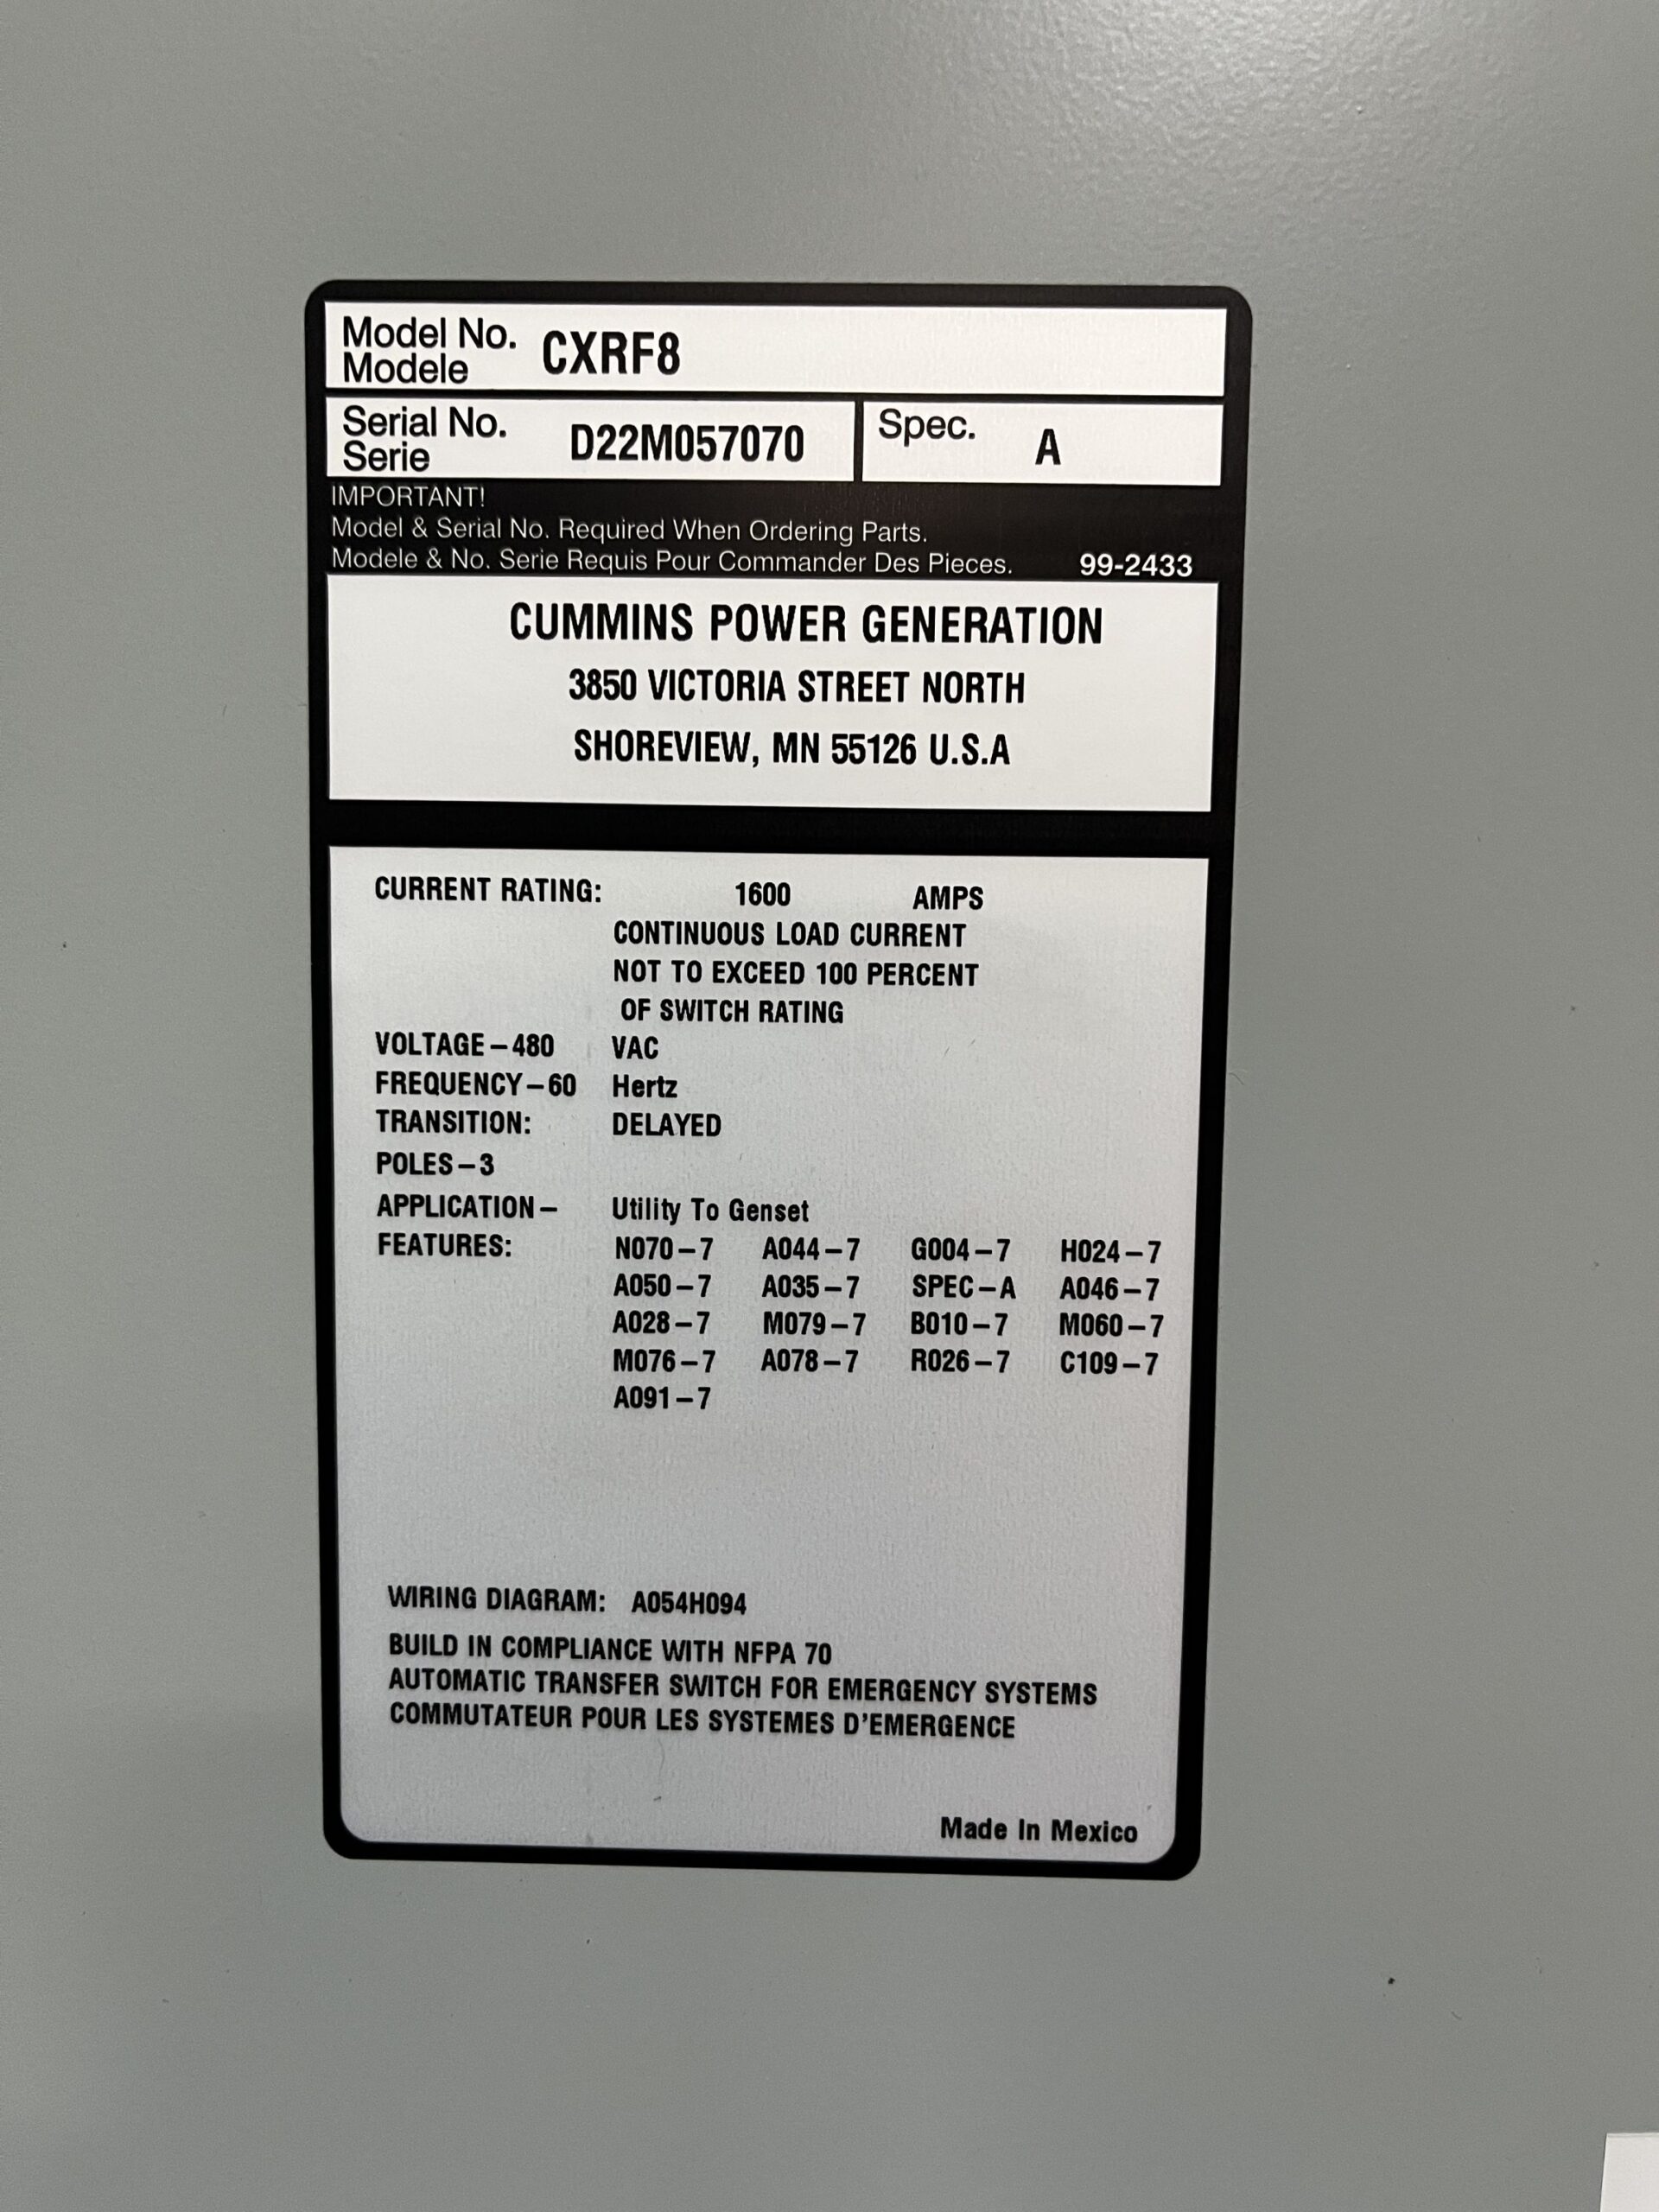 Model No. CXRF8
Modele
Serial No. D22M057070
Serie
Spec. A
IMPORTANT!
Model & Serial No. Required When Ordering Parts.
Modele & No. Serie Requis Pour Commander Des Pieces. 99-2433
CUMMINS POWER GENERATION
3850 VICTORIA STREET NORTH
SHOREVIEW, MN 55126 U.S.A
CURRENT RATING: 1600 AMPS
CONTINUOUS LOAD CURRENT
NOT TO EXCEED 100 PERCENT
OF SWITCH RATING
VOLTAGE–480 VAC
FREQUENCY–60 Hertz
TRANSITION: DELAYED
POLES–3
APPLICATION– Utility To Genset
FEATURES: N070–7 A044–7 G004–7 H024–7
A050–7 A035–7 SPEC–A A046–7
A028–7 M079–7 B010–7 M060–7
M076–7 A078–7 R026–7 C109–7
A091–7
WIRING DIAGRAM: A054H094
BUILD IN COMPLIANCE WITH NFPA 70
AUTOMATIC TRANSFER SWITCH FOR EMERGENCY SYSTEMS
COMMUTATEUR POUR LES SYSTEMES D'EMERGENCE
Made In Mexico